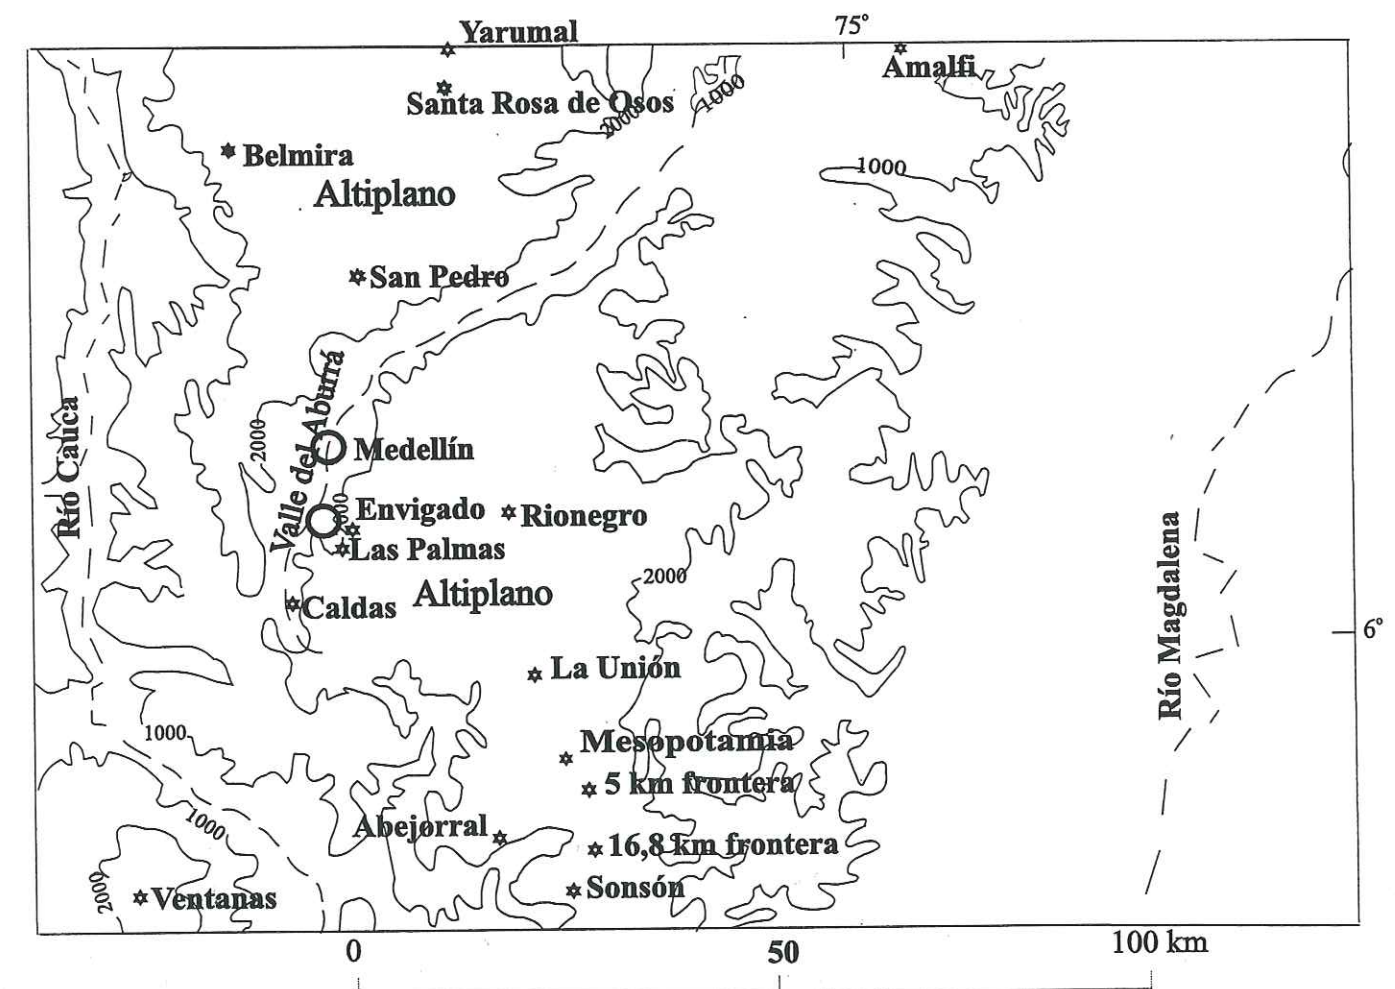 Yarumal
75°
Amalfi
Santa Rosa de Osos
2000
1000
Belmira
Altiplano
1000
San Pedro
Valle del Aburrá
2000
Río Cauca
Medellín
Envigado
Rionegro
Las Palmas
2000
Altiplano
Caldas
Río Magdalena
6°
La Unión
1000
Mesopotamia
5 km frontera
1000
Abejorral
16,8 km frontera
2000
Ventanas
Sonsón
0
50
100 km